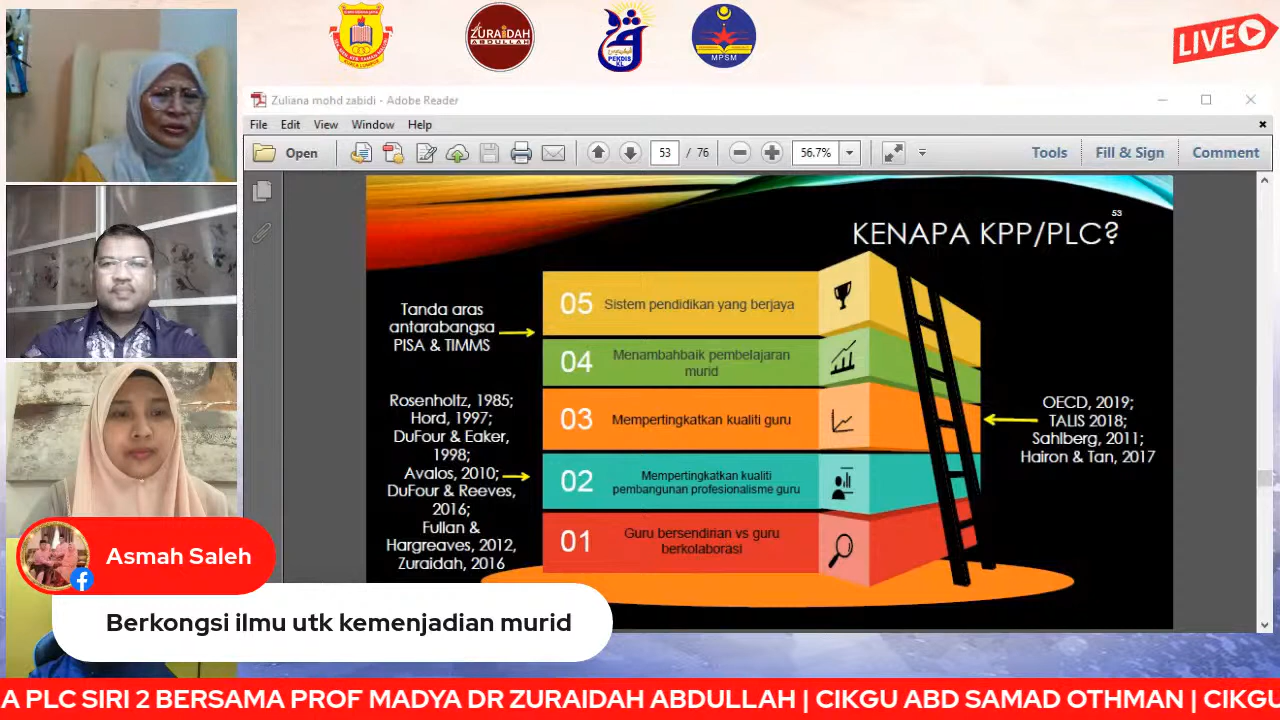 ZURAIDAH
ABDULLAH
PEKDIS
KL
MPSM
LIVE
Zuliana mohd zabidi - Adobe Reader
File Edit View Window Help
Open
53 / 76
56.7%
Tools Fill & Sign Comment
53
KENAPA KPP/PLC?
Tanda aras
antarabangsa
PISA & TIMMS
Rosenholtz, 1985;
Hord, 1997;
DuFour & Eaker,
1998;
Avalos, 2010;
DuFour & Reeves,
2016;
Fullan &
Hargreaves, 2012,
Zuraidah, 2016
05 Sistem pendidikan yang berjaya
04 Menambahbaik pembelajaran
murid
03 Mempertingkatkan kualiti guru
02 Mempertingkatkan kualiti
pembangunan profesionalisme guru
01 Guru bersendirian vs guru
berkolaborasi
OECD, 2019;
TALIS 2018;
Sahlberg, 2011;
Hairon & Tan, 2017
Asmah Saleh
Berkongsi ilmu utk kemenjadian murid
A PLC SIRI 2 BERSAMA PROF MADYA DR ZURAIDAH ABDULLAH | CIKGU ABD SAMAD OTHMAN | CIKGU